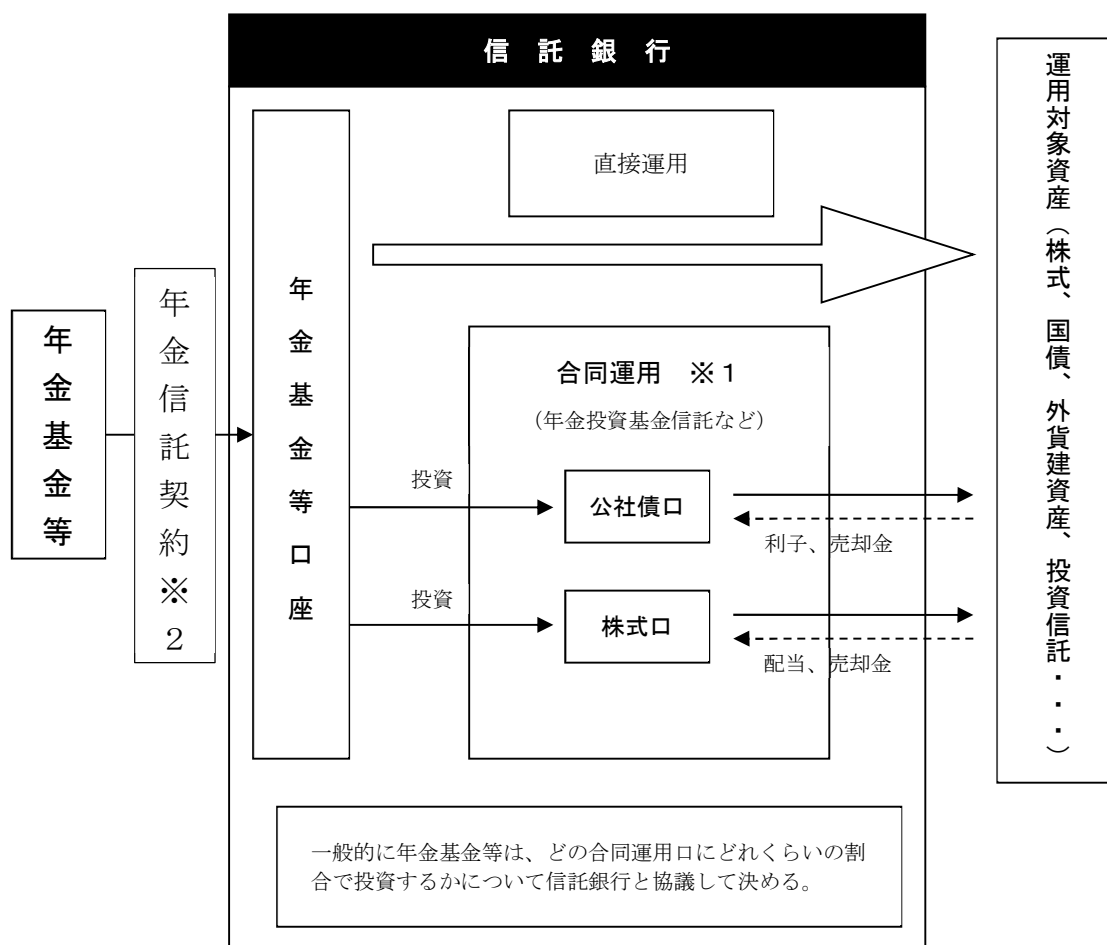 信託銀行
年金基金等
年金信託契約※２
年金基金等口座
直接運用
合同運用　※１
（年金投資基金信託など）
投資
公社債口
利子、売却金
投資
株式口
配当、売却金
運用対象資産（株式、国債、外貨建資産、投資信託・・・）
一般的に年金基金等は、どの合同運用口にどれくらいの割
合で投資するかについて信託銀行と協議して決める。